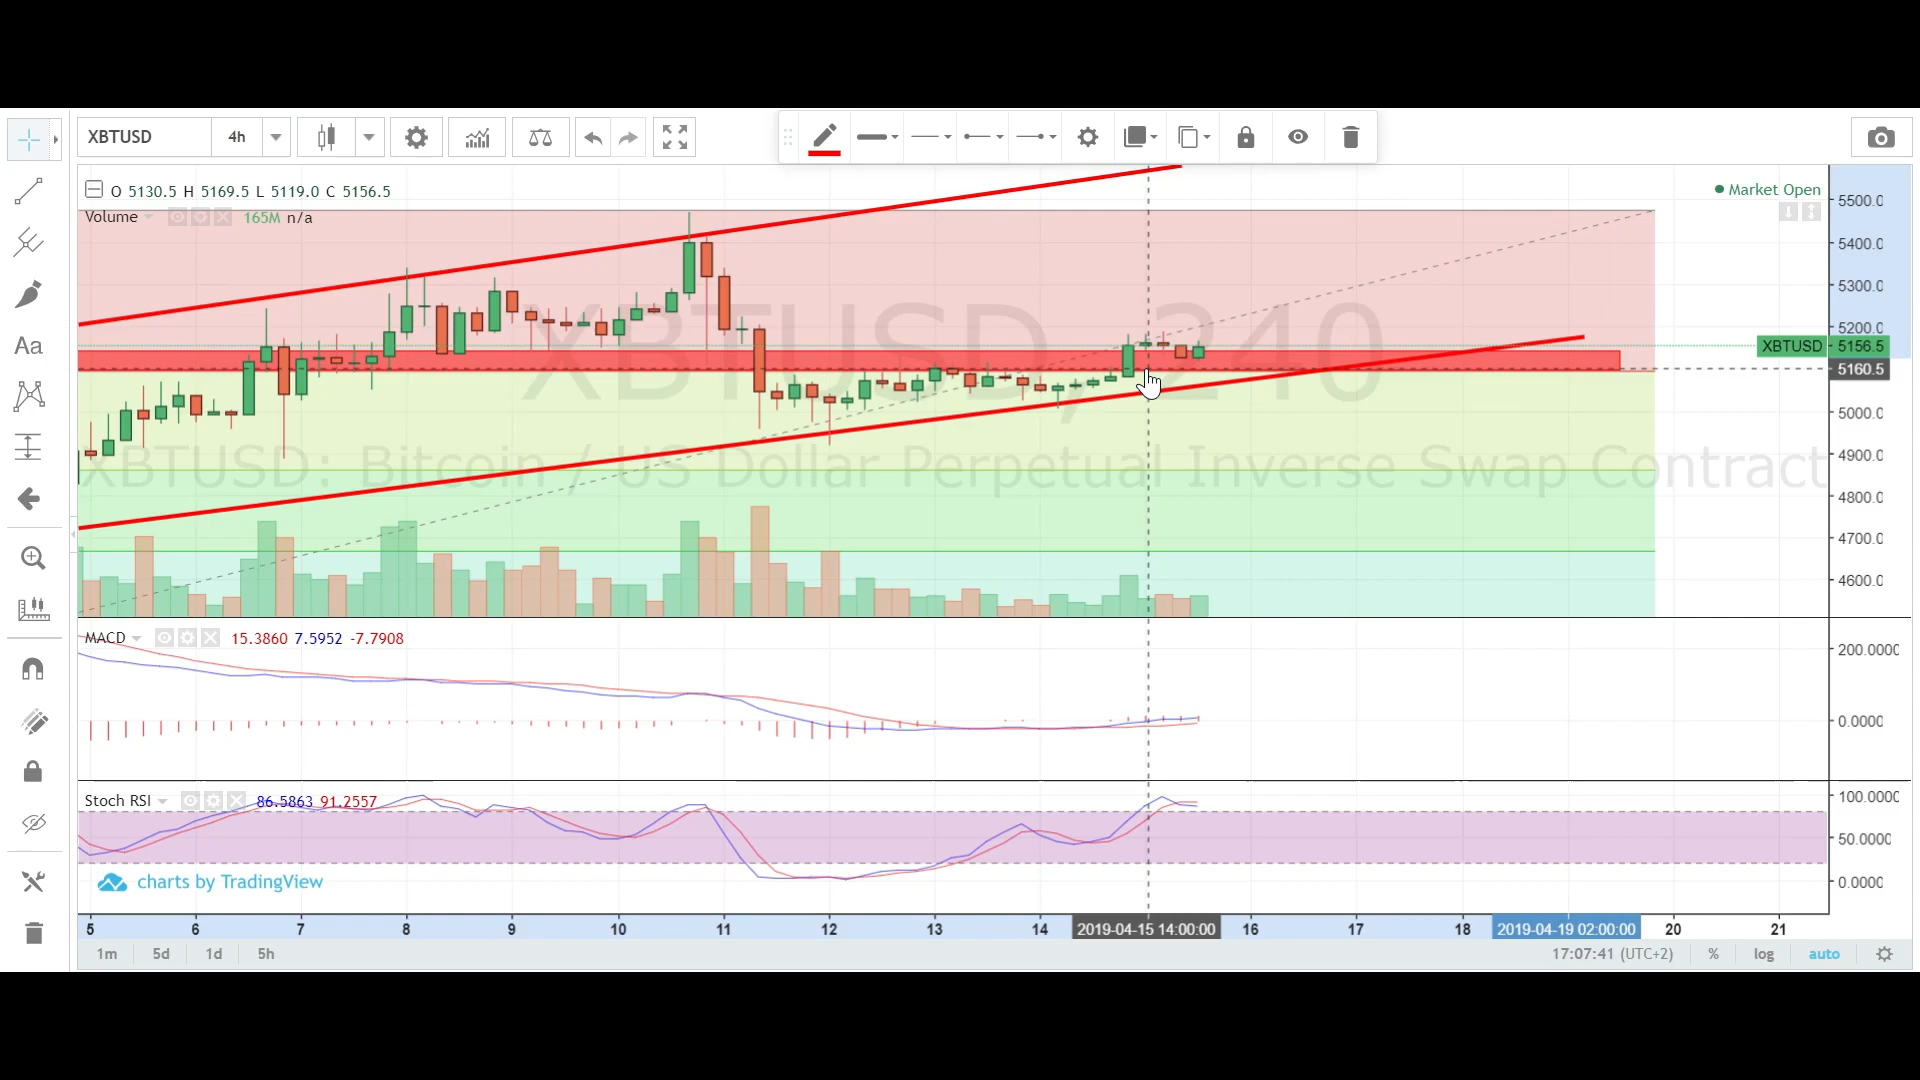 XBTUSD 4h
O 5130.5 H 5169.5 L 5119.0 C 5156.5
Market Open
Volume 165M n/a
Aa
XBTUSD, 240
XBTUSD: Bitcoin / US Dollar Perpetual Inverse Swap Contract
5500.0
5400.0
5300.0
5200.0
XBTUSD 5156.5
5160.5
5000.0
4900.0
4800.0
4700.0
4600.0
MACD 15.3860 7.5952 -7.7908
200.0000
0.0000
Stoch RSI 86.5863 91.2557
100.0000
50.0000
0.0000
charts by TradingView
5 6 7 8 9 10 11 12 13 14 2019-04-15 14:00:00 16 17 18 2019-04-19 02:00:00 20 21
1m 5d 1d 5h 17:07:41 (UTC+2) % log auto